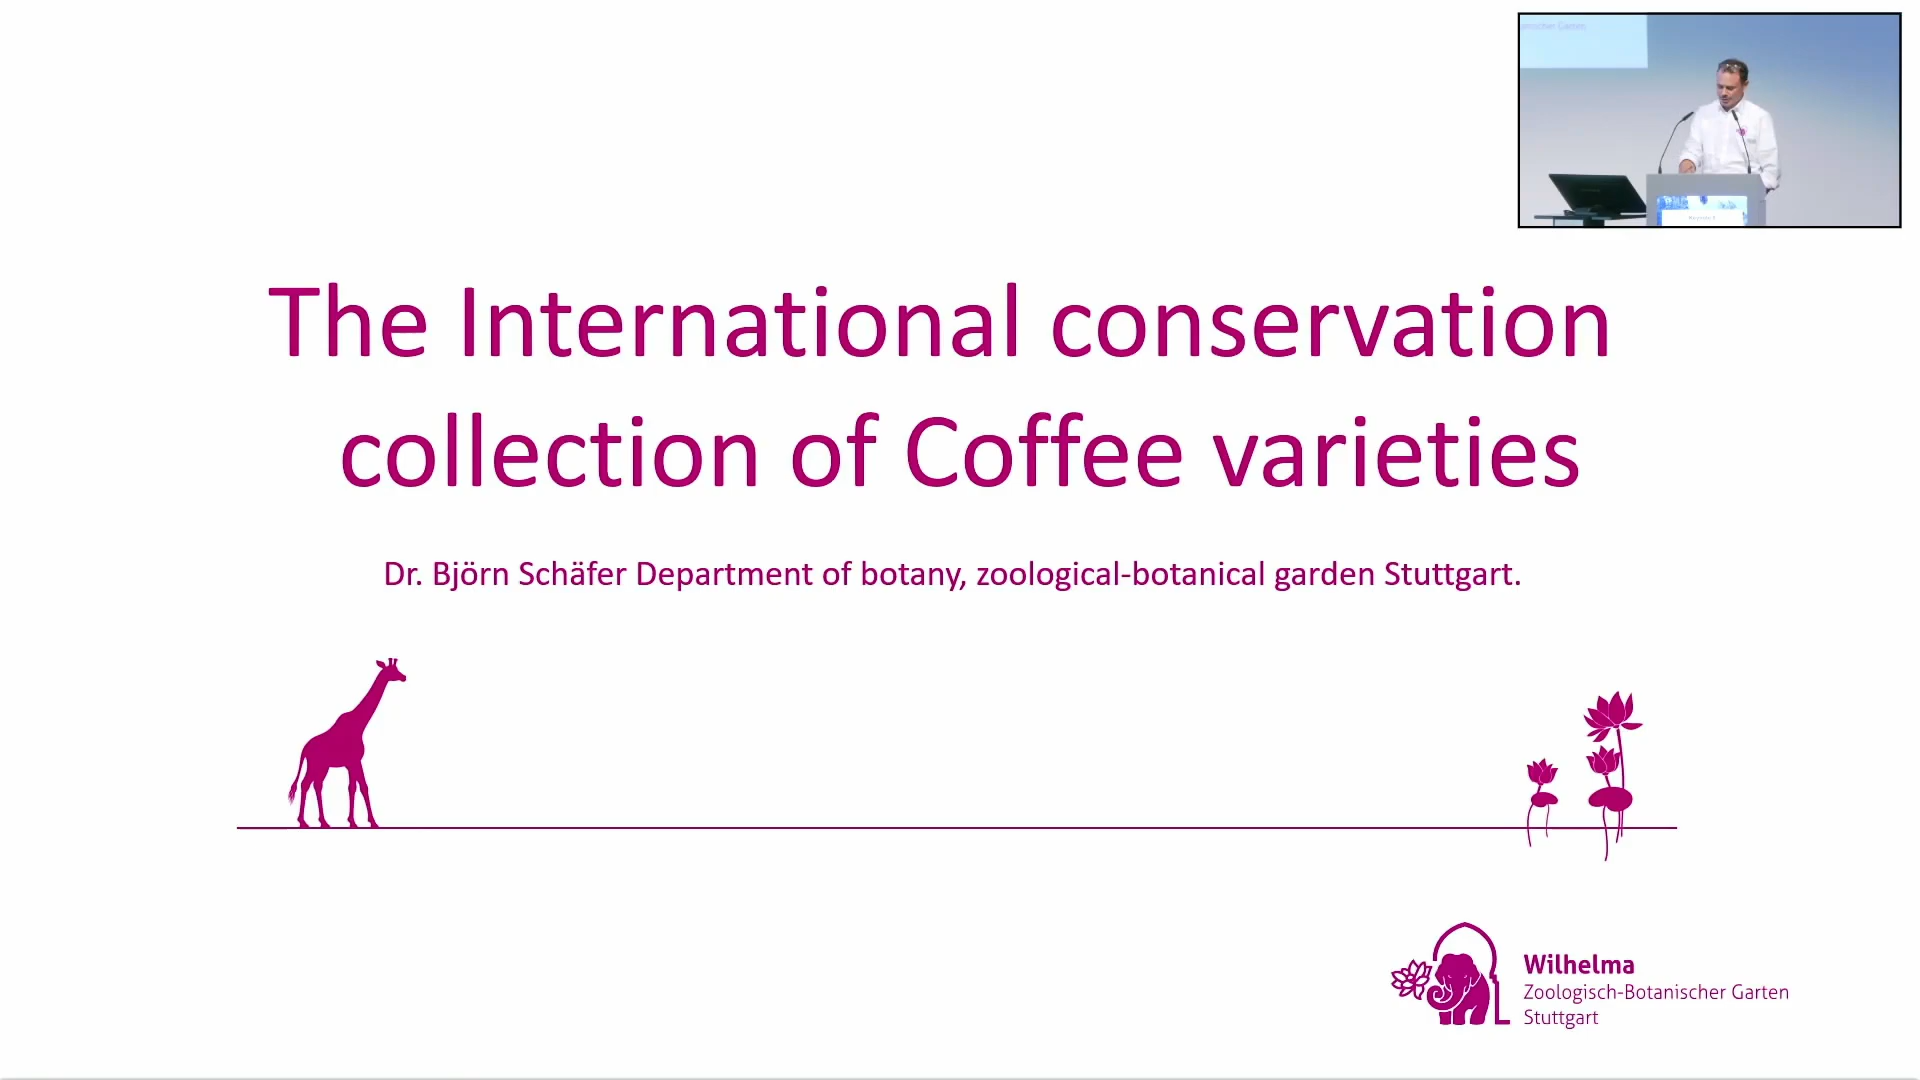 The International conservation
collection of Coffee varieties
Dr. Björn Schäfer Department of botany, zoological-botanical garden Stuttgart.
Wilhelma
Zoologisch-Botanischer Garten
Stuttgart